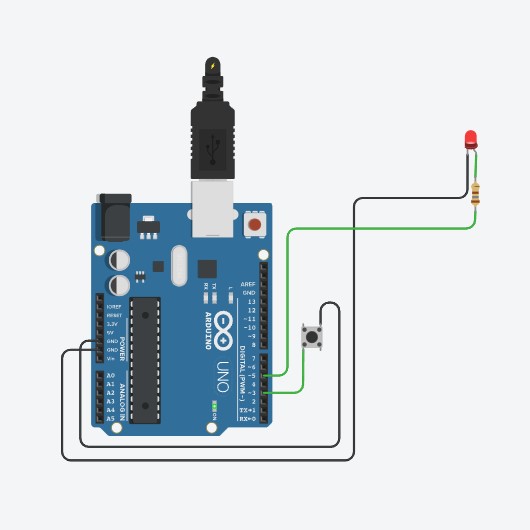 RX
TX
L
AREF
GND
13
12
~11
~10
~9
8
7
~6
~5
4
~3
2
TX→1
RX←0
DIGITAL (PWM~)
IOREF
RESET
3.3V
5V
GND
GND
Vin
POWER
A0
A1
A2
A3
A4
A5
ANALOG IN
ARDUINO
UNO
ON